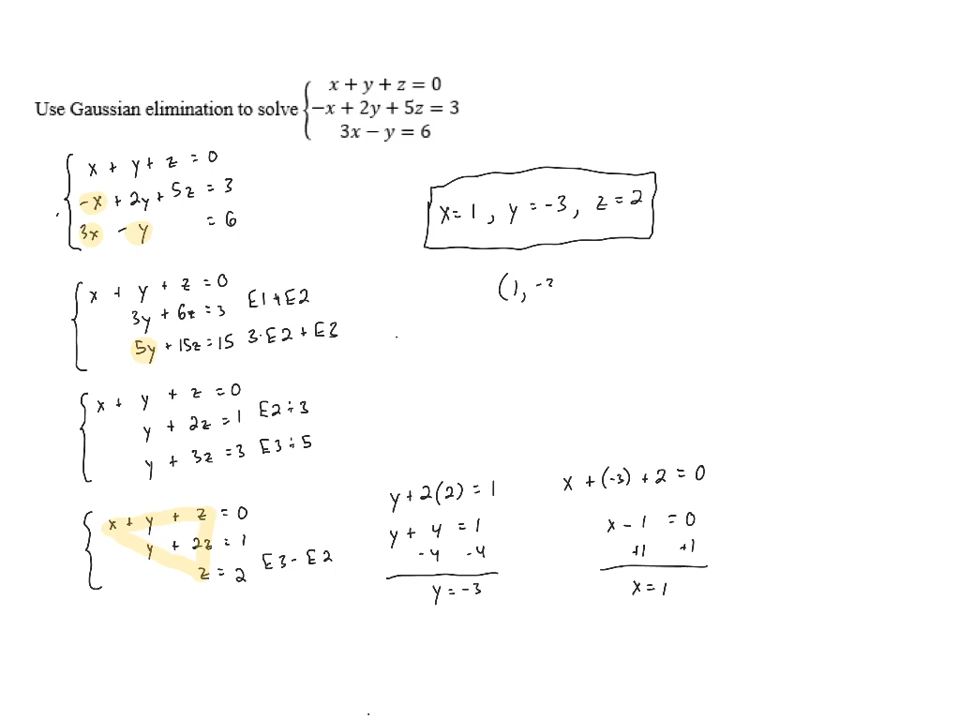 Use Gaussian elimination to solve
x + y + z = 0
−x + 2y + 5z = 3
3x − y = 6
x + y + z = 0
-x + 2y + 5z = 3
3x - y = 6
x = 1, y = -3, z = 2
(1, -3
x + y + z = 0
3y + 6z = 3 E1 + E2
5y + 15z = 15 3·E2 + E3
x + y + z = 0
y + 2z = 1 E2 ÷ 3
y + 3z = 3 E3 ÷ 5
x + y + z = 0
y + 2z = 1
z = 2 E3 - E2
y + 2(2) = 1
y + 4 = 1
-4 -4
y = -3
x + (-3) + 2 = 0
x - 1 = 0
+1 +1
x = 1